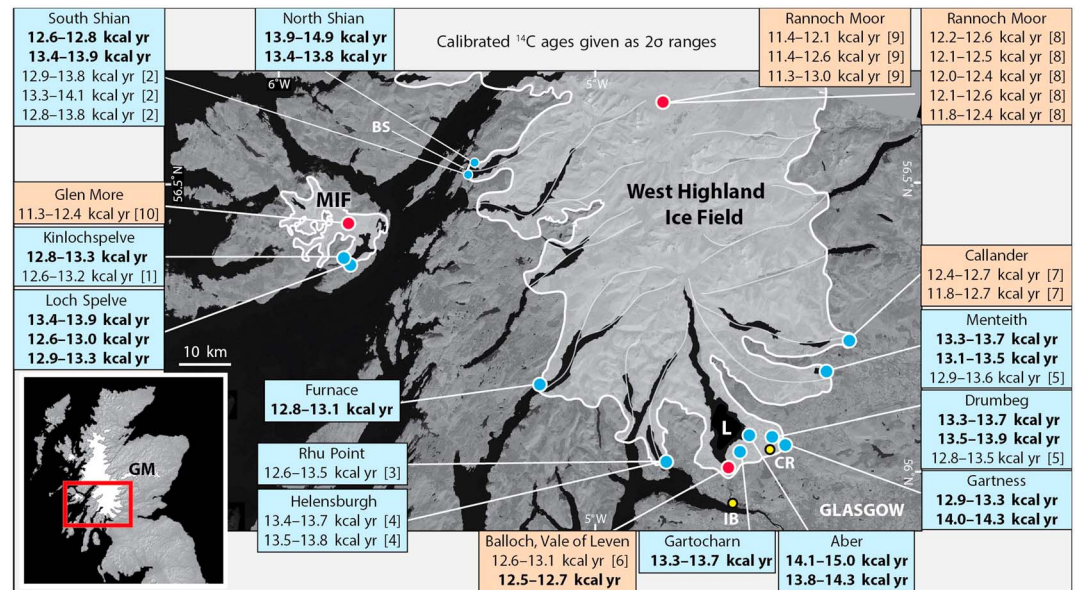 South Shian
12.6–12.8 kcal yr
13.4–13.9 kcal yr
12.9–13.8 kcal yr [2]
13.3–14.1 kcal yr [2]
12.8–13.8 kcal yr [2]
North Shian
13.9–14.9 kcal yr
13.4–13.8 kcal yr
Calibrated ¹⁴C ages given as 2σ ranges
Rannoch Moor
11.4–12.1 kcal yr [9]
11.4–12.6 kcal yr [9]
11.3–13.0 kcal yr [9]
Rannoch Moor
12.2–12.6 kcal yr [8]
12.1–12.5 kcal yr [8]
12.0–12.4 kcal yr [8]
12.1–12.6 kcal yr [8]
11.8–12.4 kcal yr [8]
6°W
5°W
BS
56.5°N
56.5°N
MIF
West Highland
Ice Field
Glen More
11.3–12.4 kcal yr [10]
Kinlochspelve
12.8–13.3 kcal yr
12.6–13.2 kcal yr [1]
Loch Spelve
13.4–13.9 kcal yr
12.6–13.0 kcal yr
12.9–13.3 kcal yr
10 km
Callander
12.4–12.7 kcal yr [7]
11.8–12.7 kcal yr [7]
Menteith
13.3–13.7 kcal yr
13.1–13.5 kcal yr
12.9–13.6 kcal yr [5]
Drumbeg
13.3–13.7 kcal yr
13.5–13.9 kcal yr
12.8–13.5 kcal yr [5]
Gartness
12.9–13.3 kcal yr
14.0–14.3 kcal yr
Furnace
12.8–13.1 kcal yr
Rhu Point
12.6–13.5 kcal yr [3]
Helensburgh
13.4–13.7 kcal yr [4]
13.5–13.8 kcal yr [4]
L
CR
56°N
IB
GLASGOW
5°W
GM
Balloch, Vale of Leven
12.6–13.1 kcal yr [6]
12.5–12.7 kcal yr
Gartocharn
13.3–13.7 kcal yr
Aber
14.1–15.0 kcal yr
13.8–14.3 kcal yr